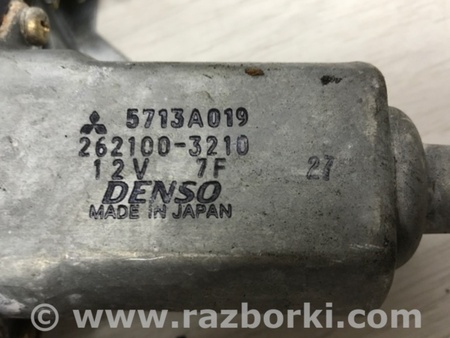 5713A019
262100-3210
12V 7F 27
DENSO
MADE IN JAPAN
© www.razborki.com